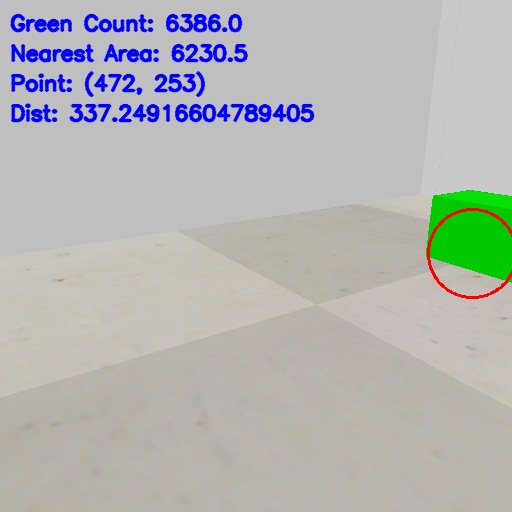 Green Count: 6386.0
Nearest Area: 6230.5
Point: (472, 253)
Dist: 337.24916604789405